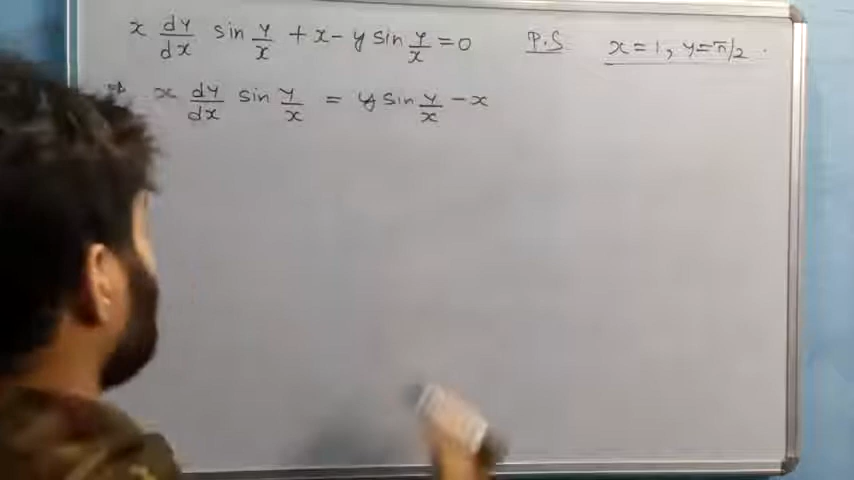 x dy/dx sin y/x + x - y sin y/x = 0 P.S x = 1, y = π/2.
⇒ x dy/dx sin y/x = y sin y/x - x